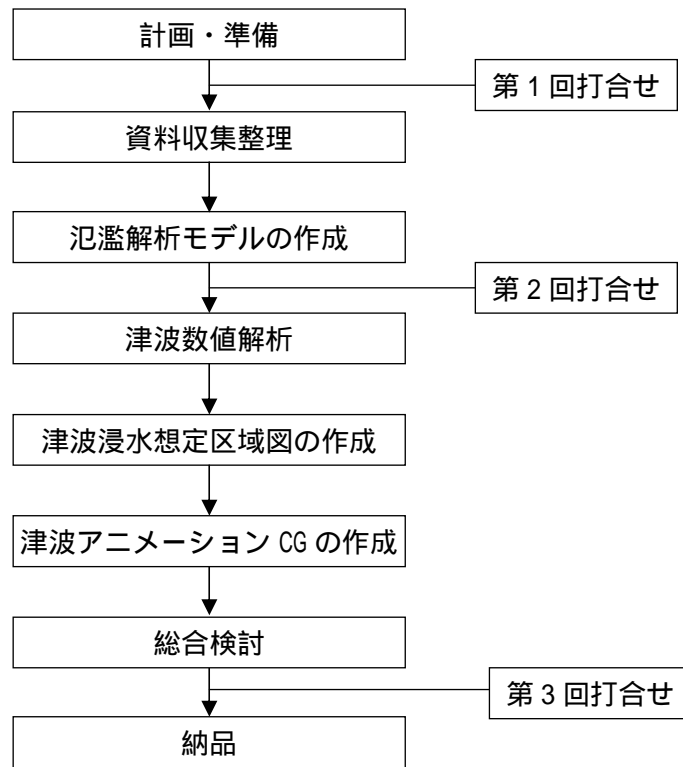 計画・準備
第1回打合せ
資料収集整理
氾濫解析モデルの作成
第2回打合せ
津波数値解析
津波浸水想定区域図の作成
津波アニメーション CG の作成
総合検討
第3回打合せ
納品